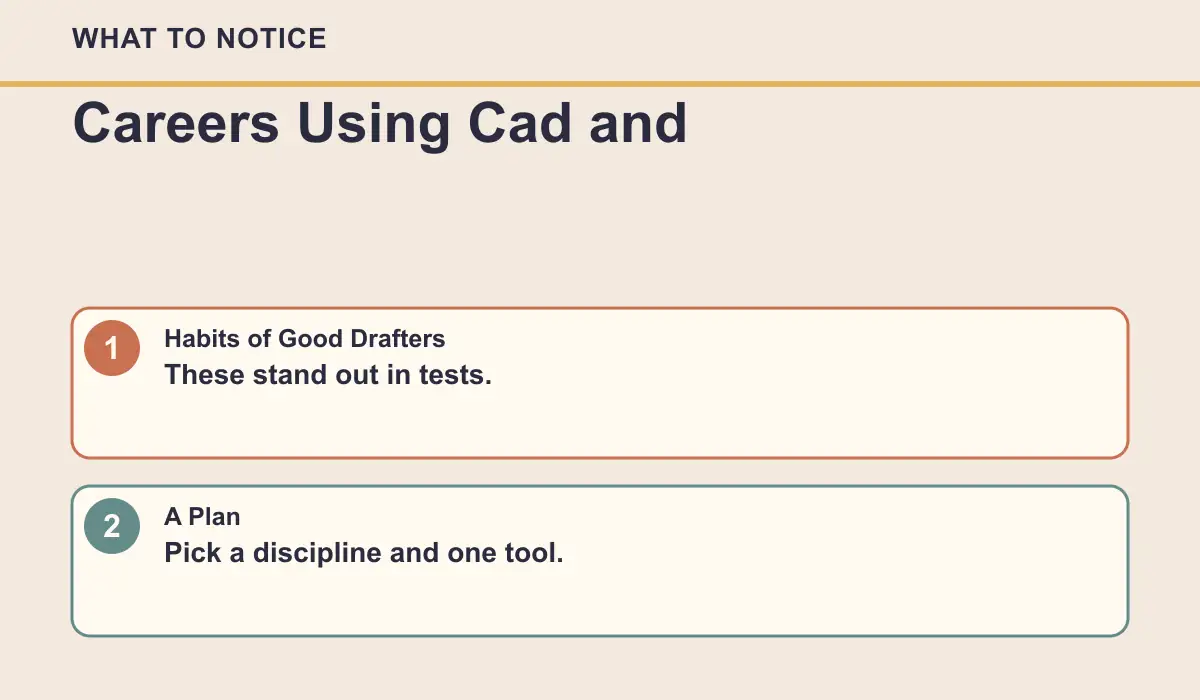 WHAT TO NOTICE
Careers Using Cad and
1
Habits of Good Drafters
These stand out in tests.
2
A Plan
Pick a discipline and one tool.